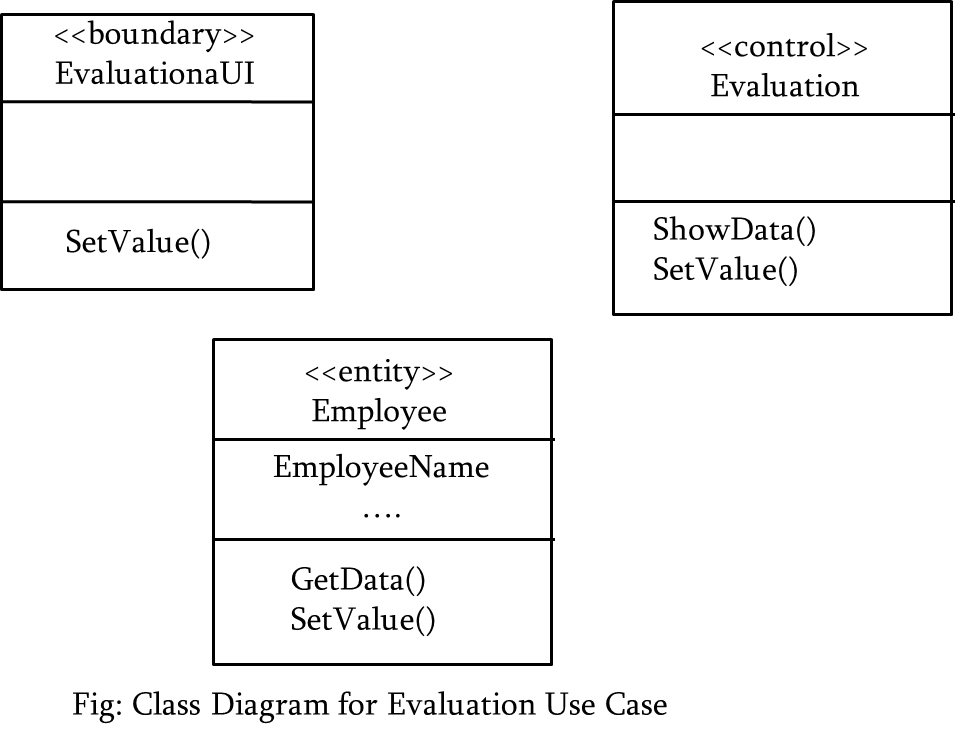 <<boundary>>
EvaluationaUI
SetValue()
<<control>>
Evaluation
ShowData()
SetValue()
<<entity>>
Employee
EmployeeName
....
GetData()
SetValue()
Fig: Class Diagram for Evaluation Use Case